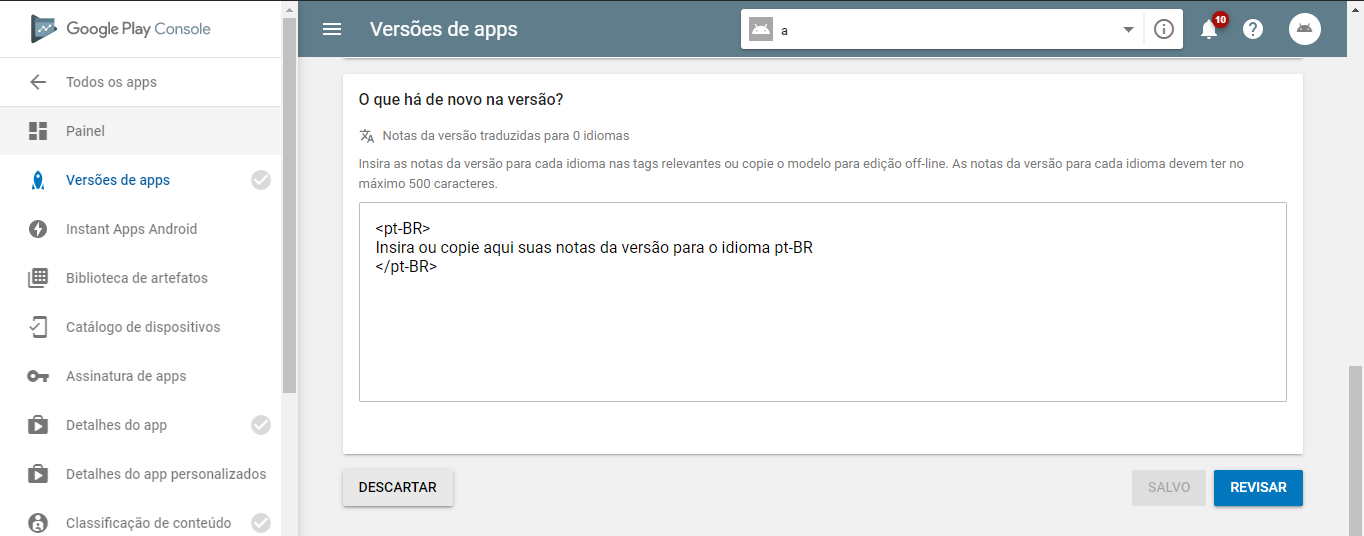 Google Play Console
Todos os apps
Painel
Versões de apps
Instant Apps Android
Biblioteca de artefatos
Catálogo de dispositivos
Assinatura de apps
Detalhes do app
Detalhes do app personalizados
Classificação de conteúdo
Versões de apps
a
10
O que há de novo na versão?
Notas da versão traduzidas para 0 idiomas
Insira as notas da versão para cada idioma nas tags relevantes ou copie o modelo para edição off-line. As notas da versão para cada idioma devem ter no
máximo 500 caracteres.
<pt-BR>
Insira ou copie aqui suas notas da versão para o idioma pt-BR
</pt-BR>
DESCARTAR
SALVO
REVISAR